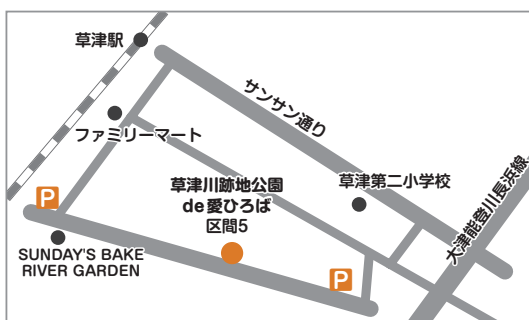 草津駅
サンサン通り
ファミリーマート
草津川跡地公園
de愛ひろば
区間5
草津第二小学校
大津能登川長浜線
P
SUNDAY'S BAKE
RIVER GARDEN
P